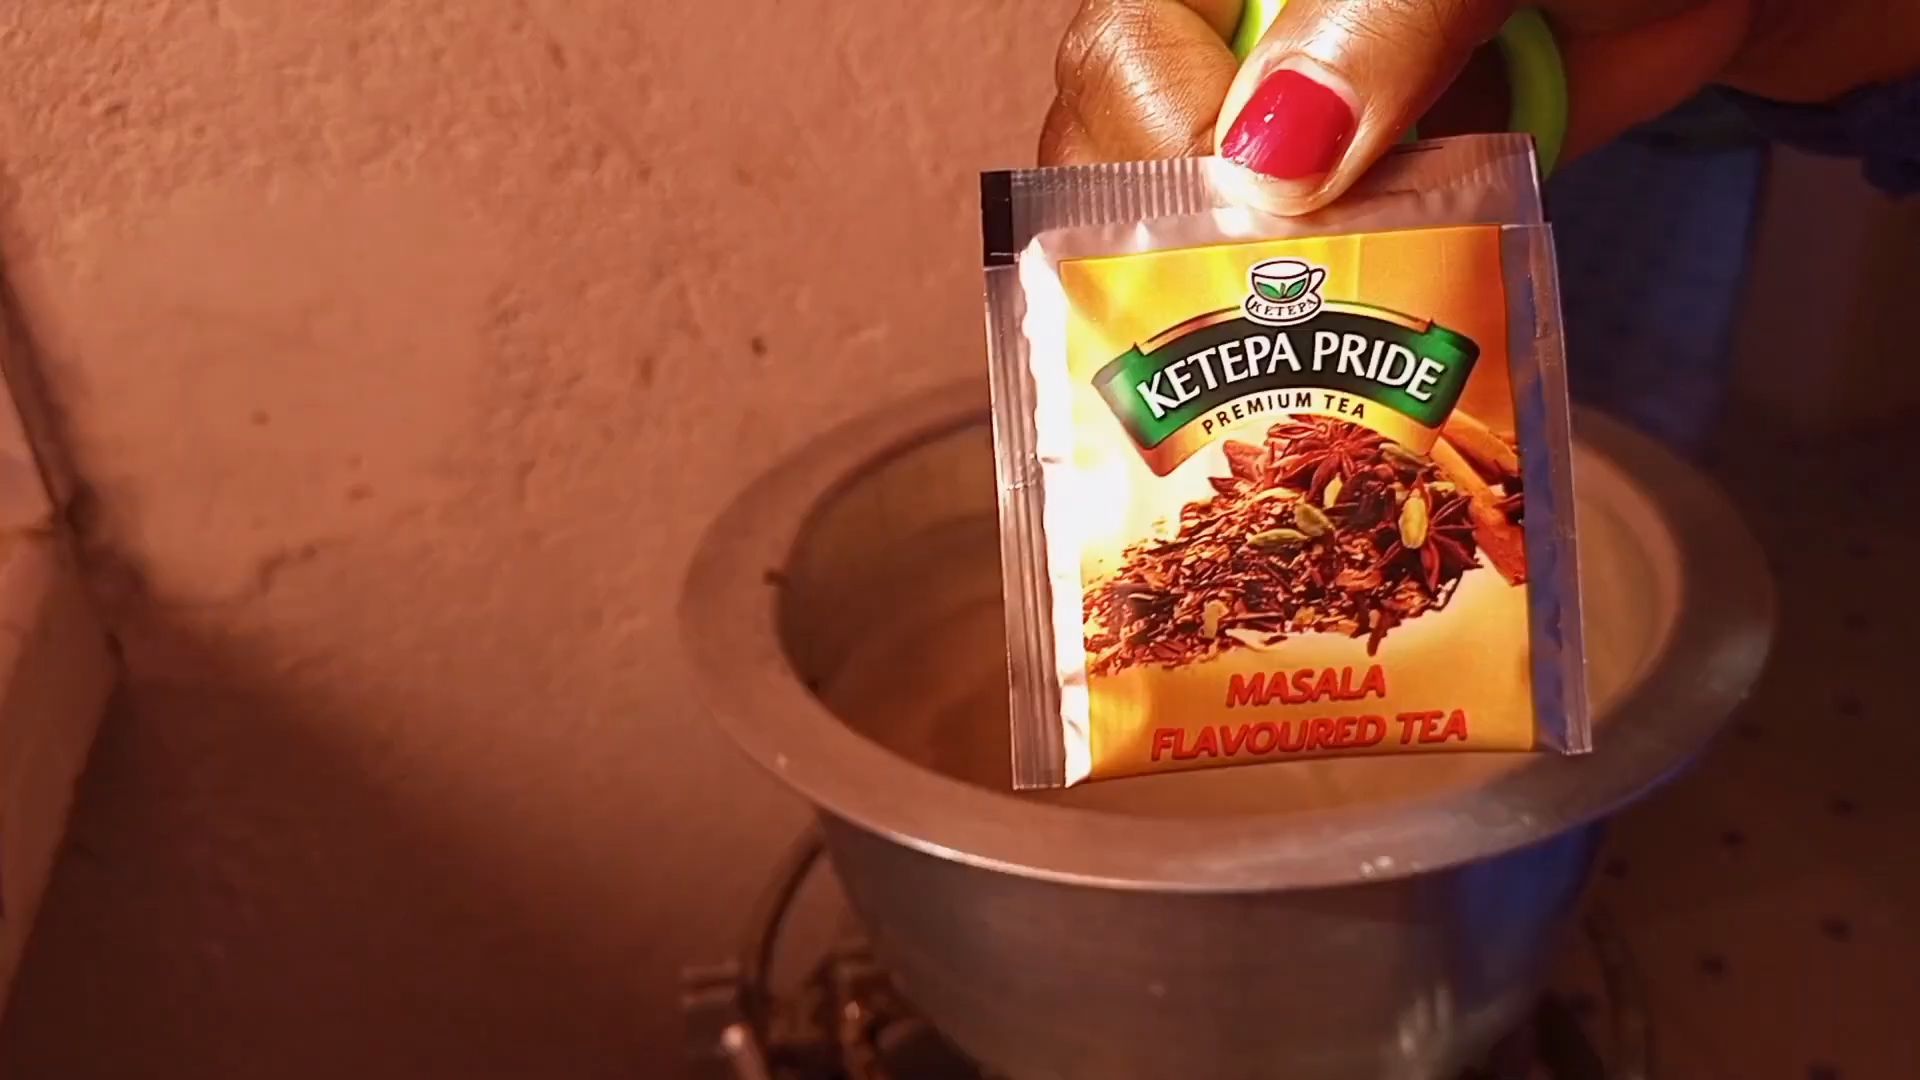 KETEPA
KETEPA PRIDE
PREMIUM TEA
MASALA
FLAVOURED TEA